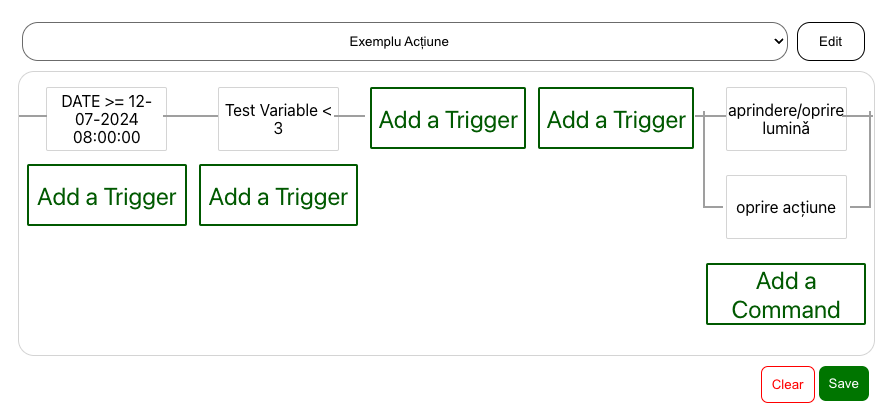 Exemplu Acțiune
Edit
DATE >= 12-
07-2024
08:00:00
Test Variable <
3
Add a Trigger
Add a Trigger
aprindere/oprire
lumină
Add a Trigger
Add a Trigger
oprire acțiune
Add a
Command
Clear
Save